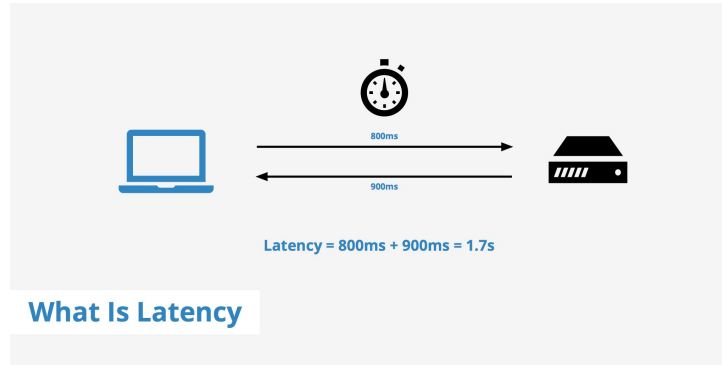 800ms
900ms
Latency = 800ms + 900ms = 1.7s
What Is Latency